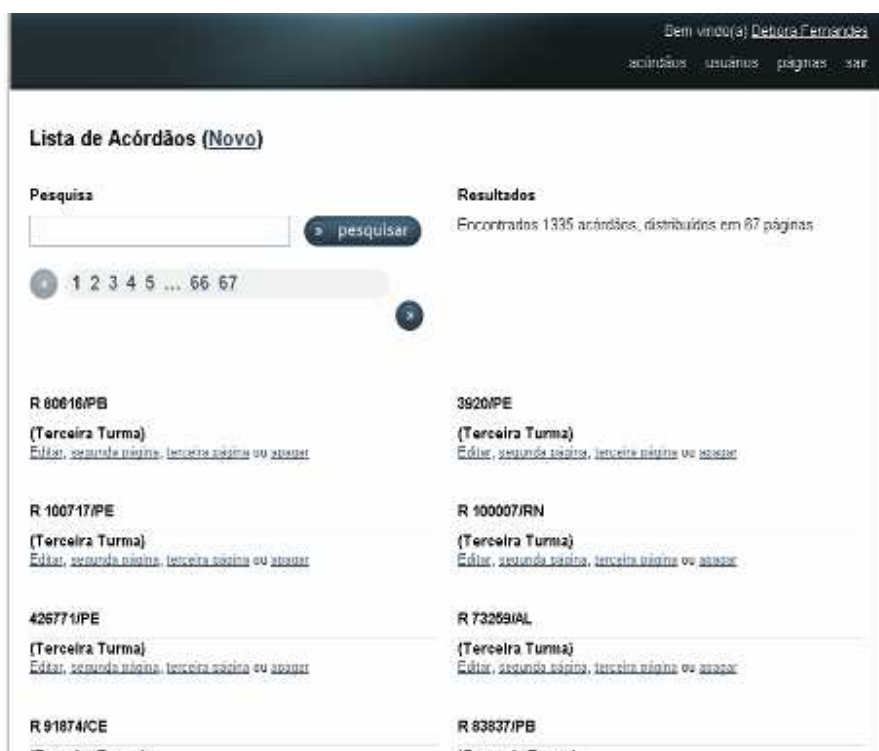 Bem vindo(a) Debora Fernandes
acórdãos usuários páginas sair
Lista de Acórdãos (Novo)
Pesquisa
» pesquisar
« 1 2 3 4 5 ... 66 67
»
Resultados
Encontrados 1335 acórdãos, distribuídos em 67 páginas
R 80616/PB
(Terceira Turma)
Editar, segunda página, terceira página ou apagar
3920/PE
(Terceira Turma)
Editar, segunda página, terceira página ou apagar
R 100717/PE
(Terceira Turma)
Editar, segunda página, terceira página ou apagar
R 100007/RN
(Terceira Turma)
Editar, segunda página, terceira página ou apagar
426771/PE
(Terceira Turma)
Editar, segunda página, terceira página ou apagar
R 73259/AL
(Terceira Turma)
Editar, segunda página, terceira página ou apagar
R 91874/CE
R 83837/PB